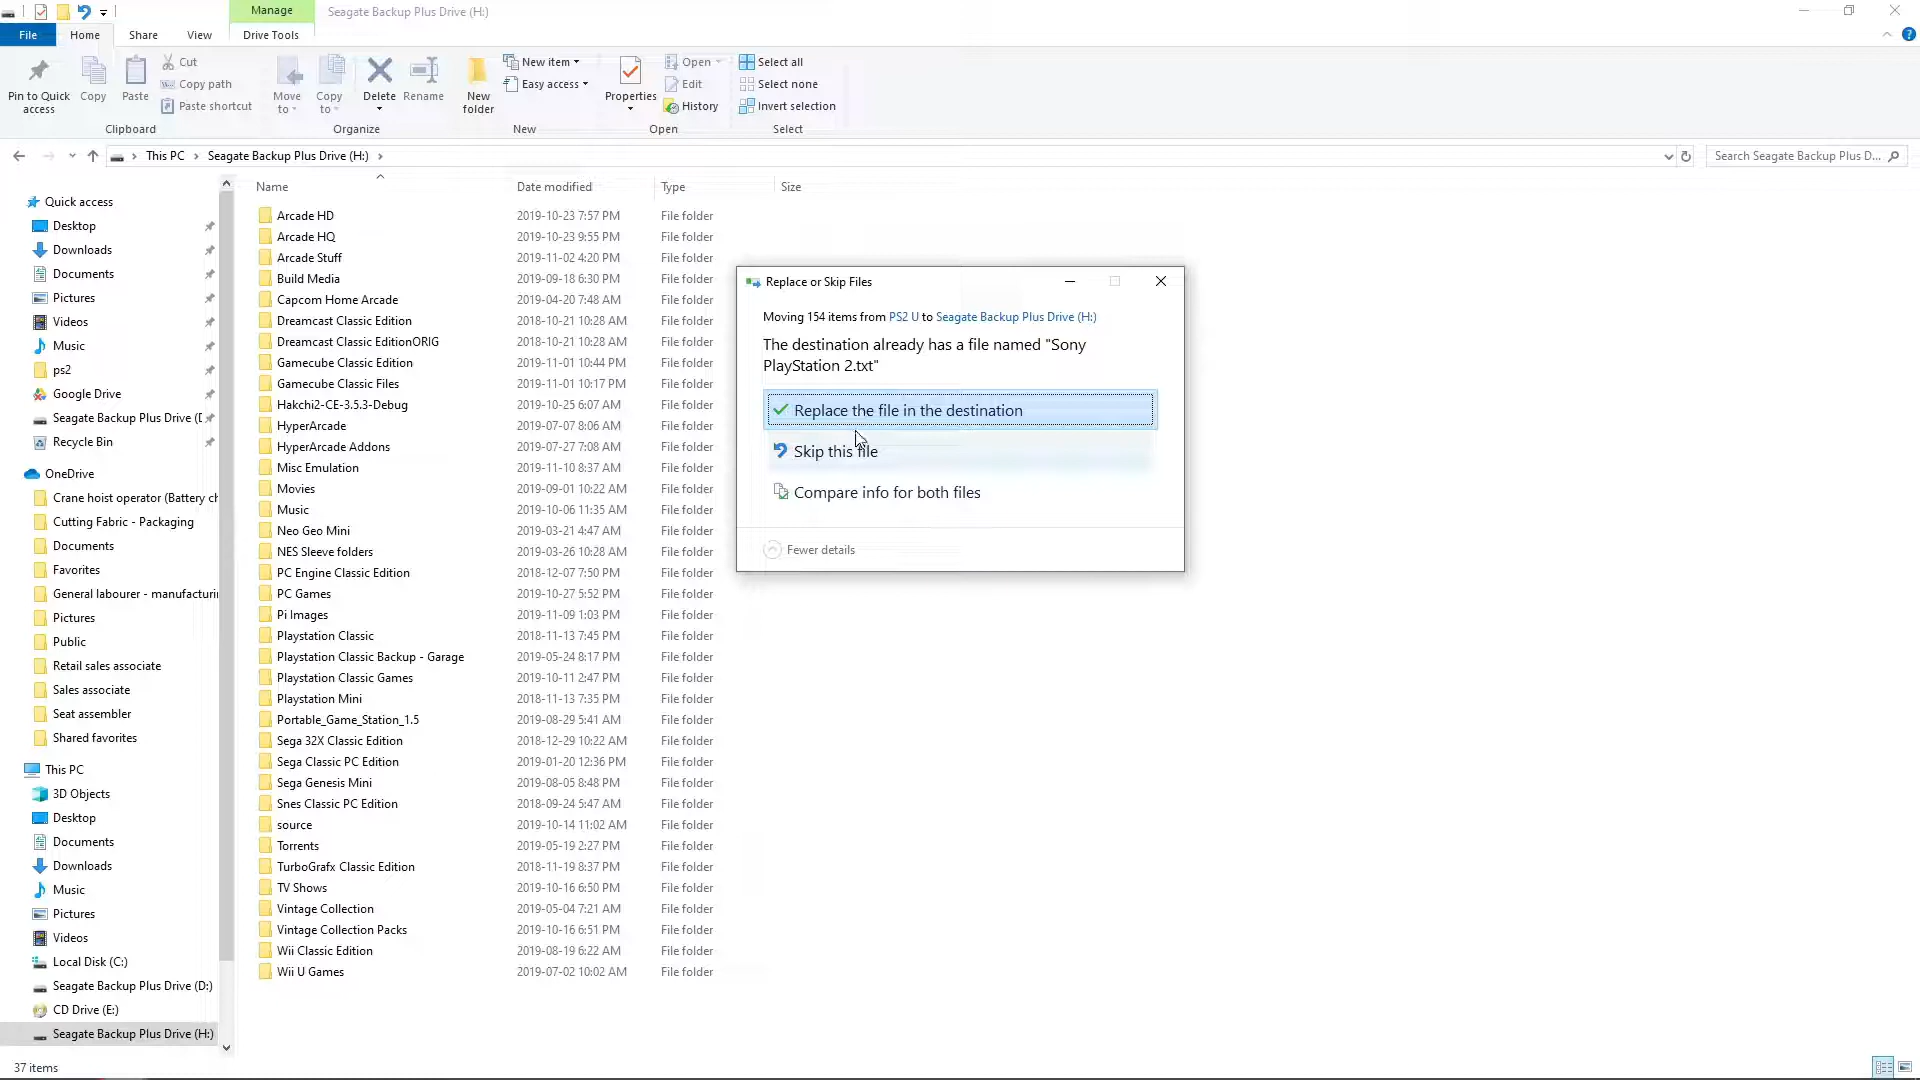 Manage
Seagate Backup Plus Drive (H:)
File
Home
Share
View
Drive Tools
Pin to Quick access
Copy
Paste
Cut
Copy path
Paste shortcut
Clipboard
Move to
Copy to
Delete
Rename
Organize
New folder
New item
Easy access
New
Properties
Open
Edit
History
Open
Select all
Select none
Invert selection
Select
This PC
Seagate Backup Plus Drive (H:)
Search Seagate Backup Plus D...
Quick access
Desktop
Downloads
Documents
Pictures
Videos
Music
ps2
Google Drive
Seagate Backup Plus Drive (D
Recycle Bin
OneDrive
Crane hoist operator (Battery ch
Cutting Fabric - Packaging
Documents
Favorites
General labourer - manufacturi
Pictures
Public
Retail sales associate
Sales associate
Seat assembler
Shared favorites
This PC
3D Objects
Desktop
Documents
Downloads
Music
Pictures
Videos
Local Disk (C:)
Seagate Backup Plus Drive (D:)
CD Drive (E:)
Seagate Backup Plus Drive (H:)
Name Date modified Type Size
Arcade HD 2019-10-23 7:57 PM File folder
Arcade HQ 2019-10-23 9:55 PM File folder
Arcade Stuff 2019-11-02 4:20 PM File folder
Build Media 2019-09-18 6:30 PM File folder
Capcom Home Arcade 2019-04-20 7:48 AM File folder
Dreamcast Classic Edition 2018-10-21 10:28 AM File folder
Dreamcast Classic EditionORIG 2018-10-21 10:28 AM File folder
Gamecube Classic Edition 2019-11-01 10:44 PM File folder
Gamecube Classic Files 2019-11-01 10:17 PM File folder
Hakchi2-CE-3.5.3-Debug 2019-10-25 6:07 AM File folder
HyperArcade 2019-07-27 8:06 AM File folder
HyperArcade Addons 2019-07-27 7:08 AM File folder
Misc Emulation 2019-11-10 8:37 AM File folder
Movies 2019-09-01 10:22 AM File folder
Music 2019-10-06 11:35 AM File folder
Neo Geo Mini 2019-03-21 4:47 AM File folder
NES Sleeve folders 2019-03-26 10:28 AM File folder
PC Engine Classic Edition 2018-12-07 7:50 PM File folder
PC Games 2019-10-27 5:52 PM File folder
Pi Images 2019-11-09 1:03 PM File folder
Playstation Classic 2018-11-13 7:45 PM File folder
Playstation Classic Backup - Garage 2019-05-24 8:17 PM File folder
Playstation Classic Games 2019-10-11 2:47 PM File folder
Playstation Mini 2018-11-13 7:35 PM File folder
Portable_Game_Station_1.5 2019-08-29 5:41 AM File folder
Sega 32X Classic Edition 2018-12-29 10:22 AM File folder
Sega Classic PC Edition 2019-01-20 12:36 PM File folder
Sega Genesis Mini 2019-08-05 8:48 PM File folder
Snes Classic PC Edition 2018-09-24 5:47 AM File folder
source 2019-10-14 11:02 AM File folder
Torrents 2019-05-19 2:27 PM File folder
TurboGrafx Classic Edition 2018-11-19 8:37 PM File folder
TV Shows 2019-10-16 6:50 PM File folder
Vintage Collection 2019-05-04 7:21 AM File folder
Vintage Collection Packs 2019-10-16 6:51 PM File folder
Wii Classic Edition 2019-08-19 6:22 AM File folder
Wii U Games 2019-07-02 10:02 AM File folder
Replace or Skip Files
Moving 154 items from PS2 U to Seagate Backup Plus Drive (H:)
The destination already has a file named "Sony
PlayStation 2.txt"
Replace the file in the destination
Skip this file
Compare info for both files
Fewer details
37 items